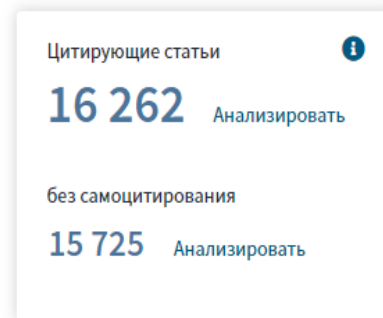 Цитирующие статьи
16 262 Анализировать
без самоцитирования
15 725 Анализировать